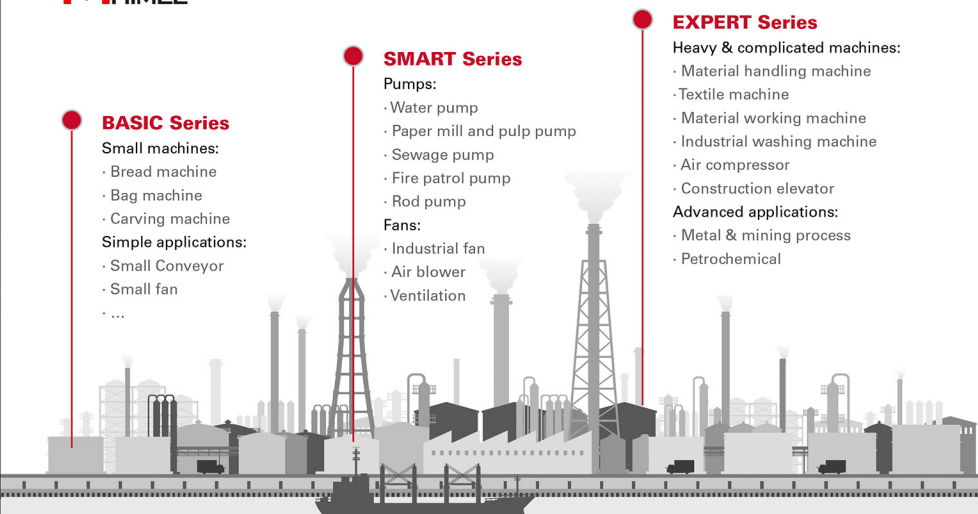 BASIC Series
Small machines:
· Bread machine
· Bag machine
· Carving machine
Simple applications:
· Small Conveyor
· Small fan
· ...
SMART Series
Pumps:
· Water pump
· Paper mill and pulp pump
· Sewage pump
· Fire patrol pump
· Rod pump
Fans:
· Industrial fan
· Air blower
· Ventilation
EXPERT Series
Heavy & complicated machines:
· Material handling machine
· Textile machine
· Material working machine
· Industrial washing machine
· Air compressor
· Construction elevator
Advanced applications:
· Metal & mining process
· Petrochemical